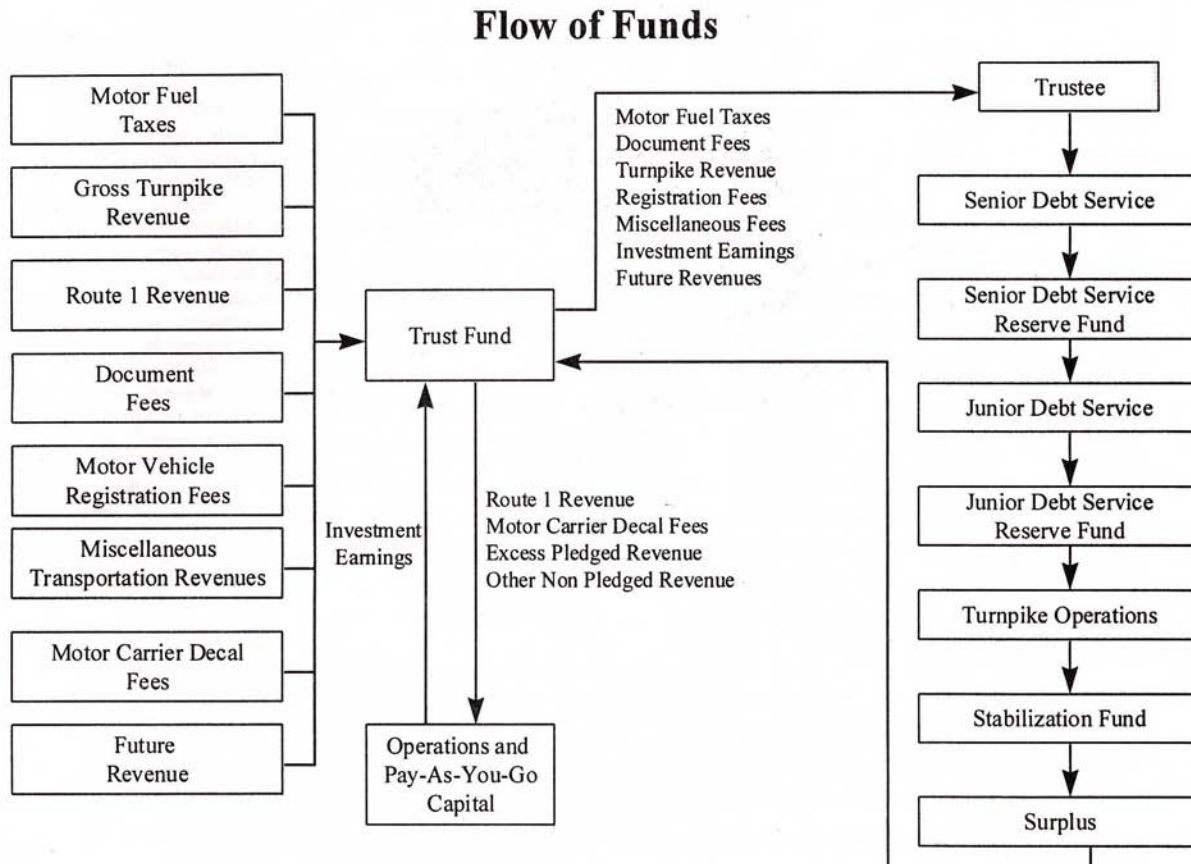 Flow of Funds
Motor Fuel
Taxes
Gross Turnpike
Revenue
Route 1 Revenue
Document
Fees
Motor Vehicle
Registration Fees
Miscellaneous
Transportation Revenues
Motor Carrier Decal
Fees
Future
Revenue
Trust Fund
Investment
Earnings
Route 1 Revenue
Motor Carrier Decal Fees
Excess Pledged Revenue
Other Non Pledged Revenue
Operations and
Pay-As-You-Go
Capital
Motor Fuel Taxes
Document Fees
Turnpike Revenue
Registration Fees
Miscellaneous Fees
Investment Earnings
Future Revenues
Trustee
Senior Debt Service
Senior Debt Service
Reserve Fund
Junior Debt Service
Junior Debt Service
Reserve Fund
Turnpike Operations
Stabilization Fund
Surplus